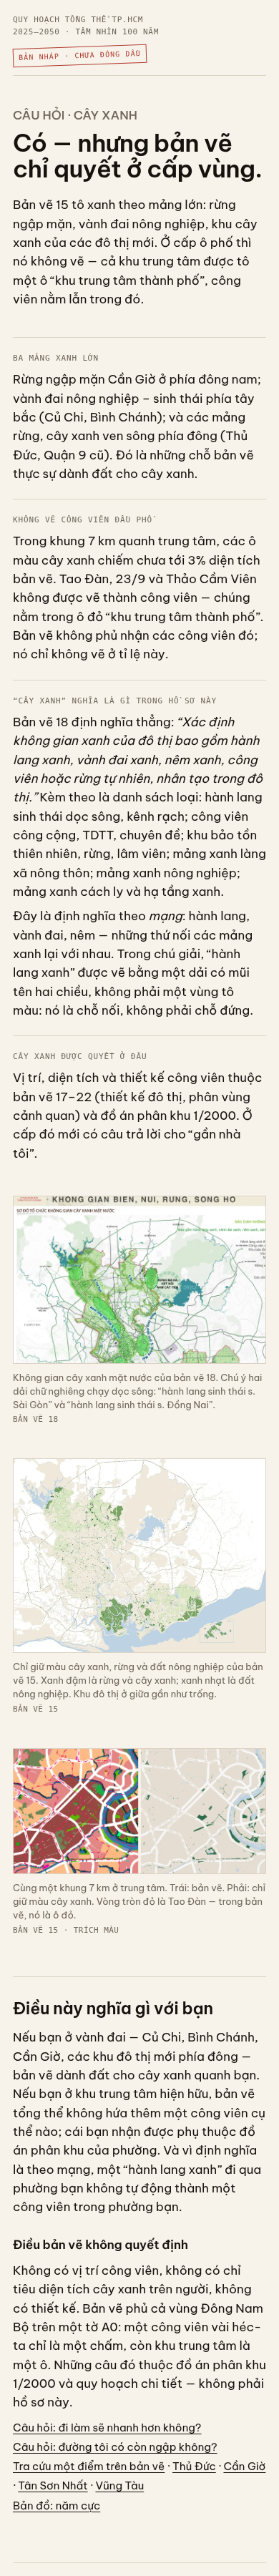 QUY HOẠCH TỔNG THỂ TP.HCM
2025–2050 · TẦM NHÌN 100 NĂM
BẢN NHÁP · CHƯA ĐÓNG DẤU
CÂU HỎI · CÂY XANH
Có — nhưng bản vẽ
chỉ quyết ở cấp vùng.
Bản vẽ 15 tô xanh theo mảng lớn: rừng
ngập mặn, vành đai nông nghiệp, khu cây
xanh của các đô thị mới. Ở cấp ô phố thì
nó không vẽ — cả khu trung tâm được tô
một ô “khu trung tâm thành phố”, công
viên nằm lẫn trong đó.
BA MẢNG XANH LỚN
Rừng ngập mặn Cần Giờ ở phía đông nam;
vành đai nông nghiệp – sinh thái phía tây
bắc (Củ Chi, Bình Chánh); và các mảng
rừng, cây xanh ven sông phía đông (Thủ
Đức, Quận 9 cũ). Đó là những chỗ bản vẽ
thực sự dành đất cho cây xanh.
KHÔNG VẼ CÔNG VIÊN ĐẦU PHỐ
Trong khung 7 km quanh trung tâm, các ô
màu cây xanh chiếm chưa tới 3% diện tích
bản vẽ. Tao Đàn, 23/9 và Thảo Cầm Viên
không được vẽ thành công viên — chúng
nằm trong ô đỏ “khu trung tâm thành phố”.
Bản vẽ không phủ nhận các công viên đó;
nó chỉ không vẽ ở tỉ lệ này.
“CÂY XANH” NGHĨA LÀ GÌ TRONG HỒ SƠ NÀY
Bản vẽ 18 định nghĩa thẳng: “Xác định
không gian xanh của đô thị bao gồm hành
lang xanh, vành đai xanh, nêm xanh, công
viên hoặc rừng tự nhiên, nhân tạo trong đô
thị.” Kèm theo là danh sách loại: hành lang
sinh thái dọc sông, kênh rạch; công viên
công cộng, TDTT, chuyên đề; khu bảo tồn
thiên nhiên, rừng, lâm viên; mảng xanh làng
xã nông thôn; mảng xanh nông nghiệp;
mảng xanh cách ly và hạ tầng xanh.
Đây là định nghĩa theo mạng: hành lang,
vành đai, nêm — những thứ nối các mảng
xanh lại với nhau. Trong chú giải, “hành
lang xanh” được vẽ bằng một dải có mũi
tên hai chiều, không phải một vùng tô
màu: nó là chỗ nối, không phải chỗ đứng.
CÂY XANH ĐƯỢC QUYẾT Ở ĐÂU
Vị trí, diện tích và thiết kế công viên thuộc
bản vẽ 17–22 (thiết kế đô thị, phân vùng
cảnh quan) và đồ án phân khu 1/2000. Ở
cấp đó mới có câu trả lời cho “gần nhà
tôi”.
KHÔNG GIAN BIỂN, NÚI, RỪNG, SÔNG HỒ
SƠ ĐỒ TỔ CHỨC KHÔNG GIAN CÂY XANH MẶT NƯỚC
Không gian cây xanh mặt nước của bản vẽ 18. Chú ý hai
dải chữ nghiêng chạy dọc sông: “hành lang sinh thái s.
Sài Gòn” và “hành lang sinh thái s. Đồng Nai”.
BẢN VẼ 18
Chỉ giữ màu cây xanh, rừng và đất nông nghiệp của bản
vẽ 15. Xanh đậm là rừng và cây xanh; xanh nhạt là đất
nông nghiệp. Khu đô thị ở giữa gần như trống.
BẢN VẼ 15
Cùng một khung 7 km ở trung tâm. Trái: bản vẽ. Phải: chỉ
giữ màu cây xanh. Vòng tròn đỏ là Tao Đàn — trong bản
vẽ, nó là ô đỏ.
BẢN VẼ 15 · TRÍCH MÀU
Điều này nghĩa gì với bạn
Nếu bạn ở vành đai — Củ Chi, Bình Chánh,
Cần Giờ, các khu đô thị mới phía đông —
bản vẽ dành đất cho cây xanh quanh bạn.
Nếu bạn ở khu trung tâm hiện hữu, bản vẽ
tổng thể không hứa thêm một công viên cụ
thể nào; cái bạn nhận được phụ thuộc đồ
án phân khu của phường. Và vì định nghĩa
là theo mạng, một “hành lang xanh” đi qua
phường bạn không tự động thành một
công viên trong phường bạn.
Điều bản vẽ không quyết định
Không có vị trí công viên, không có chỉ
tiêu diện tích cây xanh trên người, không
có thiết kế. Bản vẽ phủ cả vùng Đông Nam
Bộ trên một tờ A0: một công viên vài héc-
ta chỉ là một chấm, còn khu trung tâm là
một ô. Những câu đó thuộc đồ án phân khu
1/2000 và quy hoạch chi tiết — không phải
hồ sơ này.
Câu hỏi: đi làm sẽ nhanh hơn không?
Câu hỏi: đường tôi có còn ngập không?
Tra cứu một điểm trên bản vẽ · Thủ Đức · Cần Giờ
· Tân Sơn Nhất · Vũng Tàu
Bản đồ: năm cực